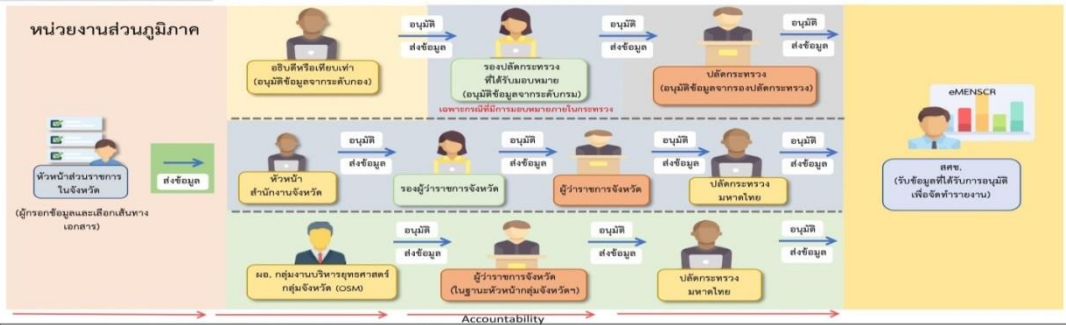 หน่วยงานส่วนภูมิภาค
หัวหน้าส่วนราชการ
ในจังหวัด
(ผู้กรอกข้อมูลและเลือกเส้นทาง
เอกสาร)
ส่งข้อมูล
อธิบดีหรือเทียบเท่า
(อนุมัติข้อมูลจากระดับกอง)
อนุมัติ
ส่งข้อมูล
รองปลัดกระทรวง
ที่ได้รับมอบหมาย
(อนุมัติข้อมูลจากระดับกรม)
เฉพาะกรณีที่มีการมอบหมายภายในกระทรวง
อนุมัติ
ส่งข้อมูล
ปลัดกระทรวง
(อนุมัติข้อมูลจากรองปลัดกระทรวง)
อนุมัติ
ส่งข้อมูล
หัวหน้า
สำนักงานจังหวัด
อนุมัติ
ส่งข้อมูล
รองผู้ว่าราชการจังหวัด
อนุมัติ
ส่งข้อมูล
ผู้ว่าราชการจังหวัด
อนุมัติ
ส่งข้อมูล
ปลัดกระทรวง
มหาดไทย
อนุมัติ
ส่งข้อมูล
ผอ. กลุ่มงานบริหารยุทธศาสตร์
กลุ่มจังหวัด (OSM)
อนุมัติ
ส่งข้อมูล
ผู้ว่าราชการจังหวัด
(ในฐานะหัวหน้ากลุ่มจังหวัดฯ)
อนุมัติ
ส่งข้อมูล
ปลัดกระทรวง
มหาดไทย
อนุมัติ
ส่งข้อมูล
eMENSCR
สศช.
(รับข้อมูลที่ได้รับการอนุมัติ
เพื่อจัดทำรายงาน)
Accountability